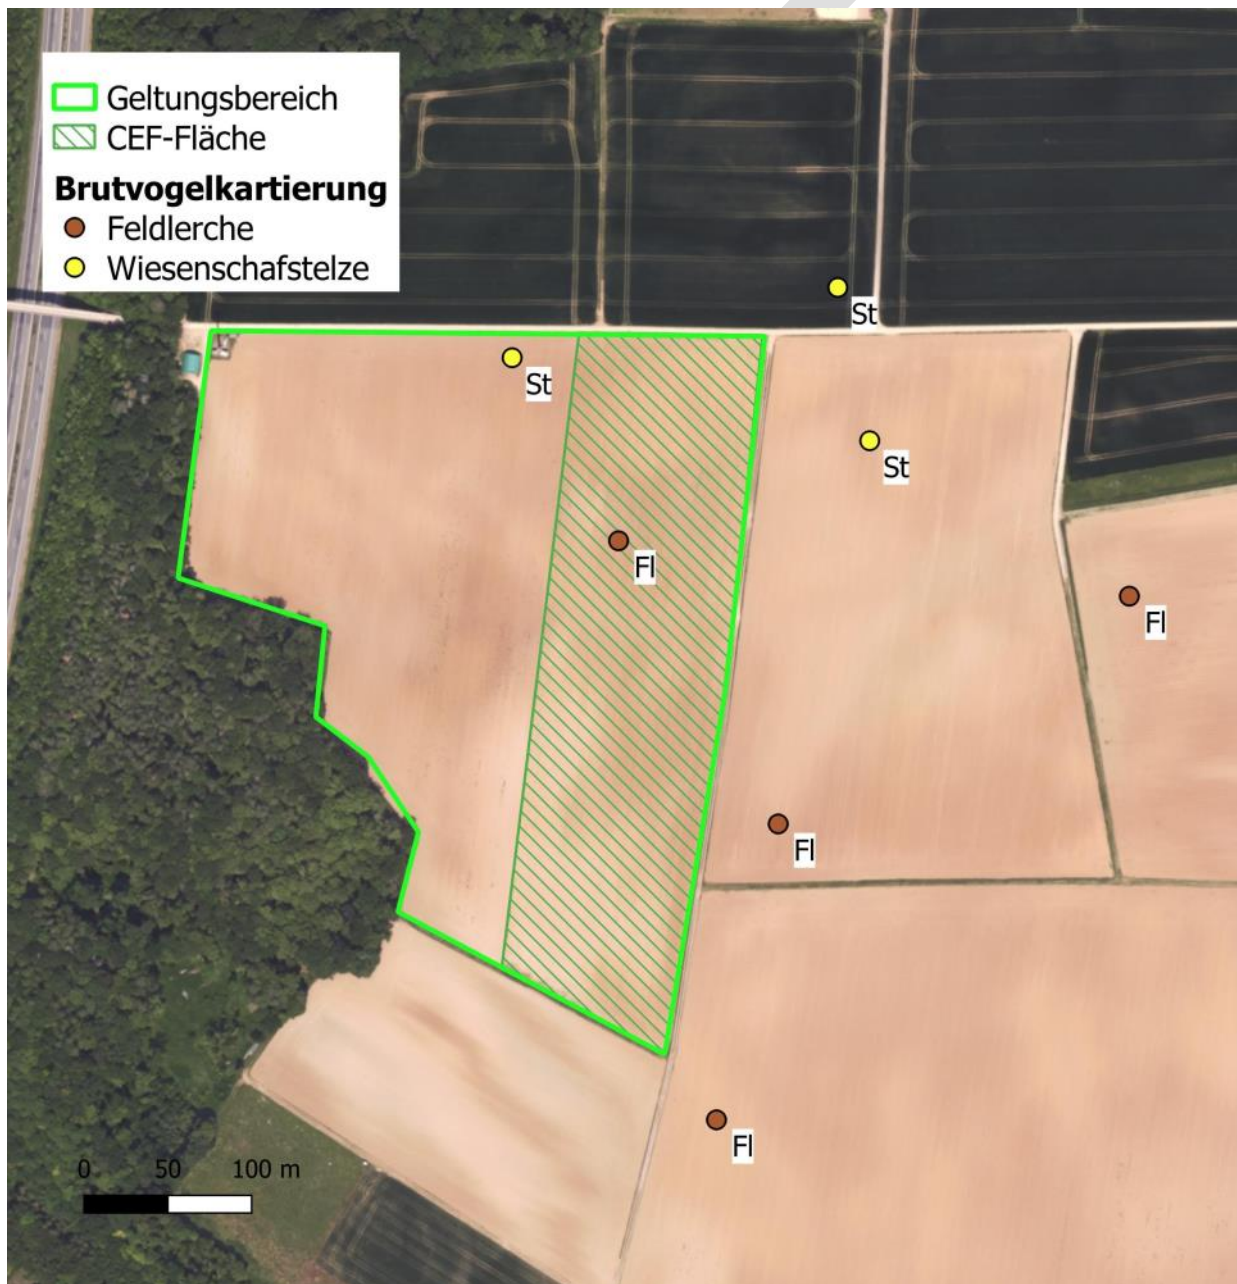 Geltungsbereich
CEF-Fläche
Brutvogelkartierung
Feldlerche
Wiesenschafstelze
St
St
St
Fl
Fl
Fl
Fl
0 50 100 m